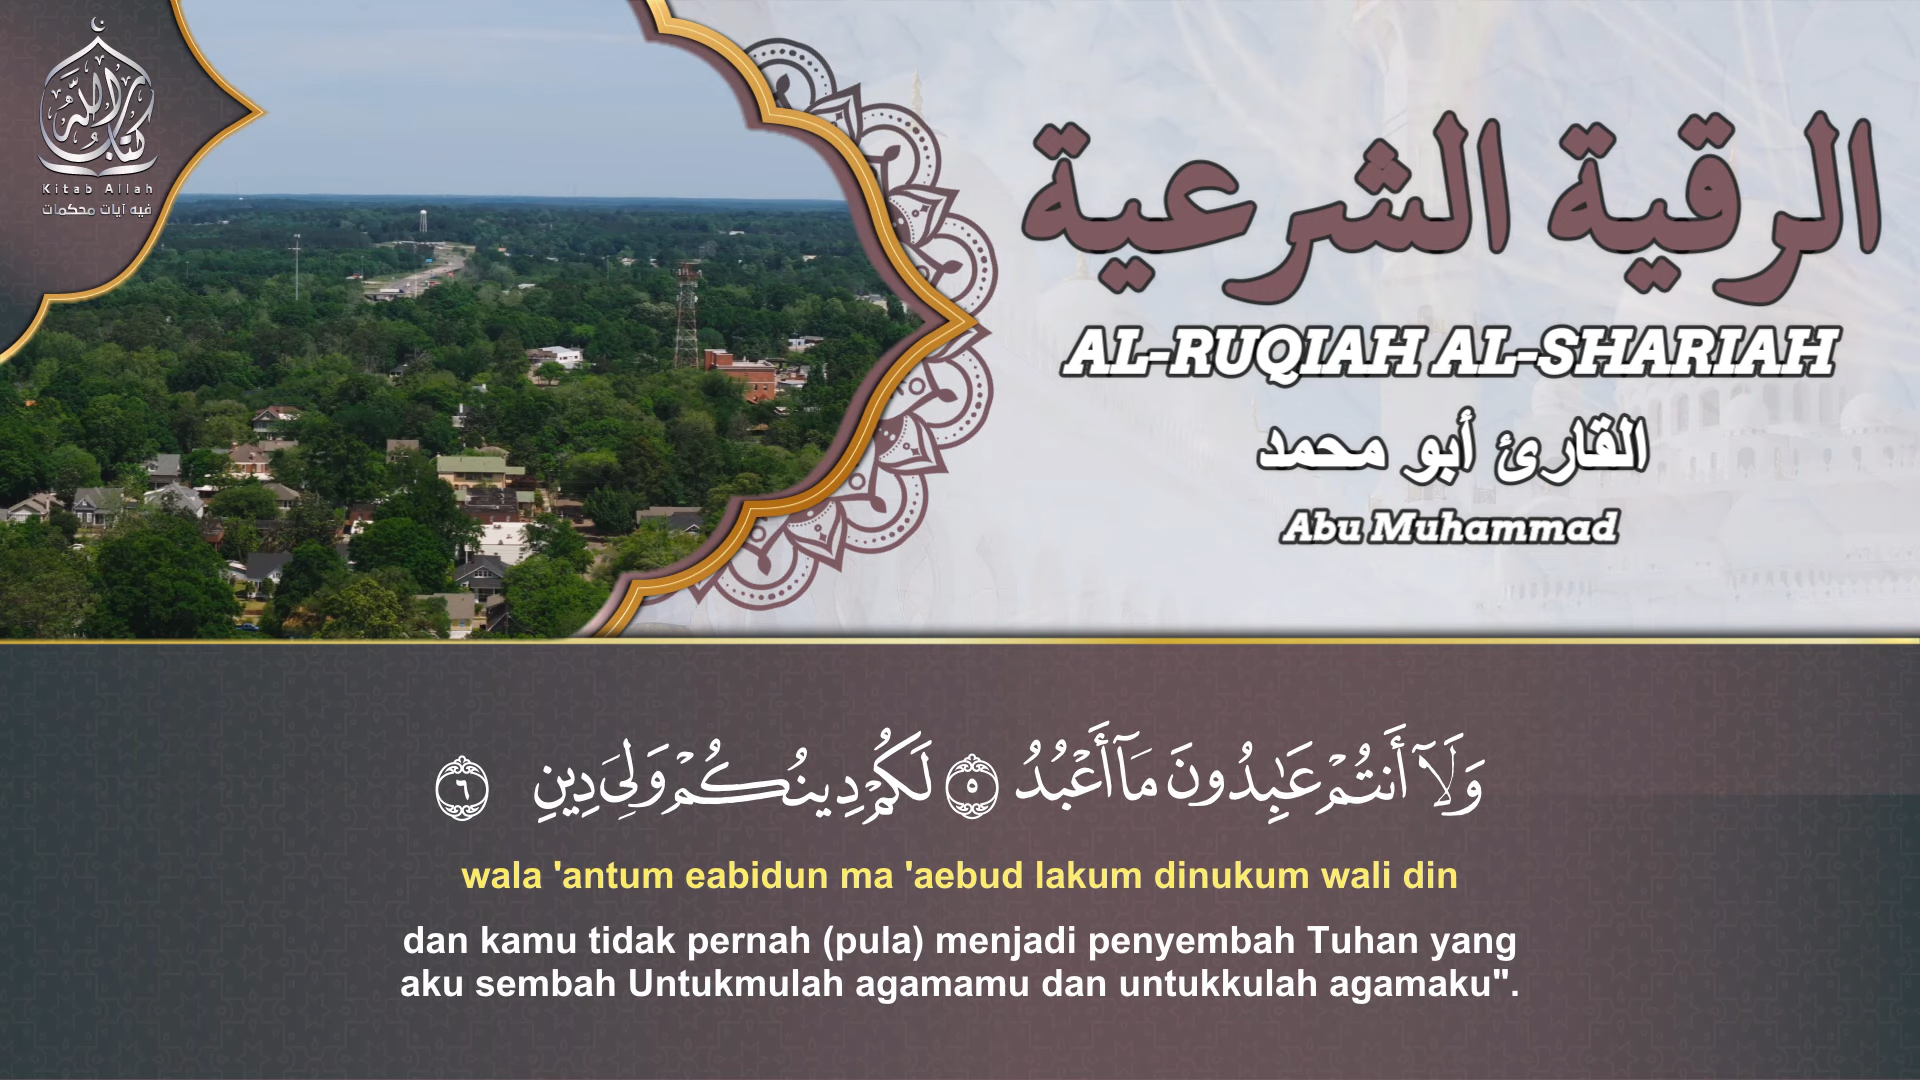 كتاب الله
Kitab Allah
فيه آيات محكمات
الرقية الشرعية
AL-RUQIAH AL-SHARIAH
القارئ أبو محمد
Abu Muhammad
وَلَآ أَنتُمْ عَٰبِدُونَ مَآ أَعْبُدُ ٥ لَكُمْ دِينُكُمْ وَلِىَ دِينِ ٦
wala 'antum eabidun ma 'aebud lakum dinukum wali din
dan kamu tidak pernah (pula) menjadi penyembah Tuhan yang
aku sembah Untukmulah agamamu dan untukkulah agamaku".